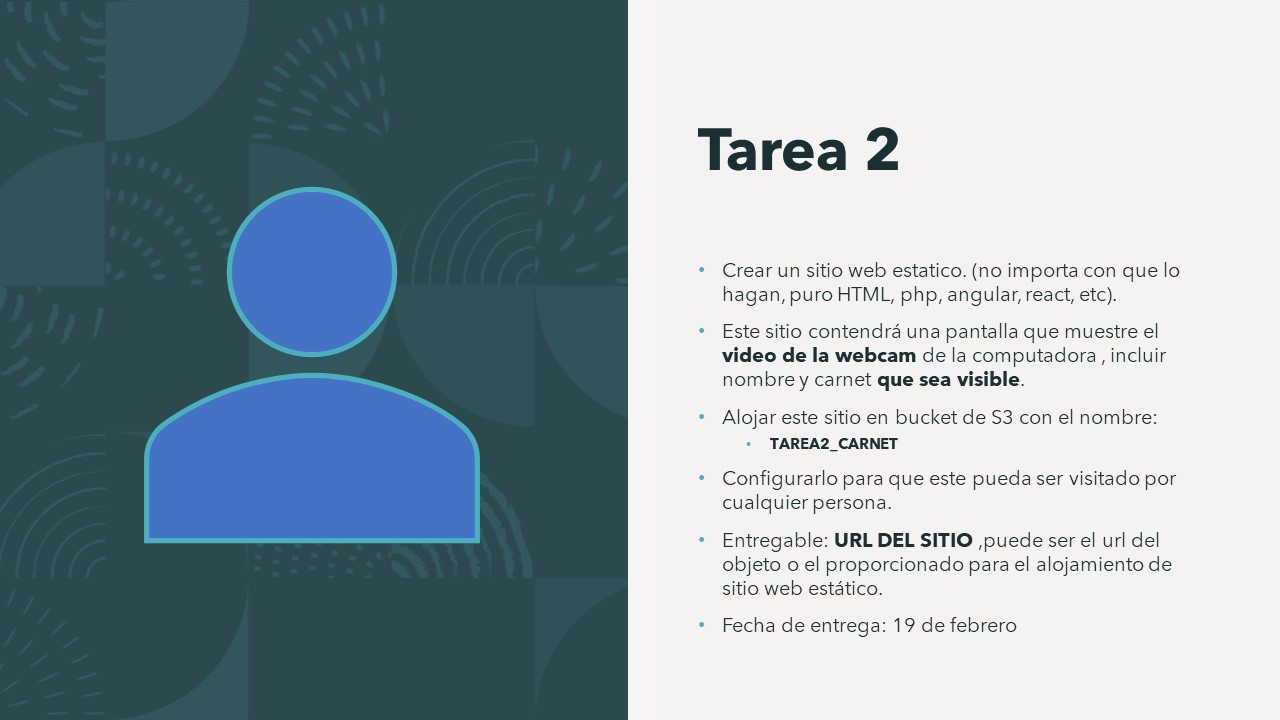 Tarea 2
• Crear un sitio web estatico. (no importa con que lo
hagan, puro HTML, php, angular, react, etc).
• Este sitio contendrá una pantalla que muestre el
video de la webcam de la computadora , incluir
nombre y carnet que sea visible.
• Alojar este sitio en bucket de S3 con el nombre:
• TAREA2_CARNET
• Configurarlo para que este pueda ser visitado por
cualquier persona.
• Entregable: URL DEL SITIO ,puede ser el url del
objeto o el proporcionado para el alojamiento de
sitio web estático.
• Fecha de entrega: 19 de febrero